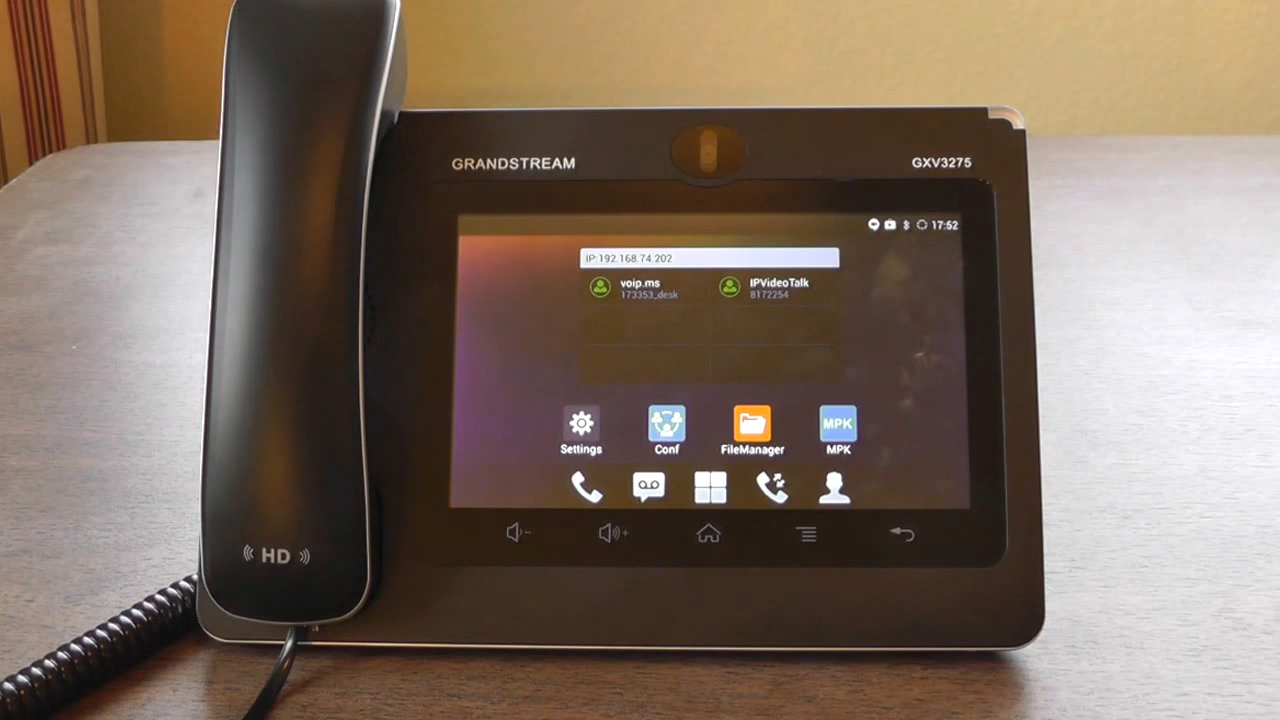 GRANDSTREAM
GXV3275
17:52
IP:192.168.74.202
voip.ms
173353_desk
IPVideoTalk
8172254
MPK
Settings
Conf
FileManager
MPK
HD